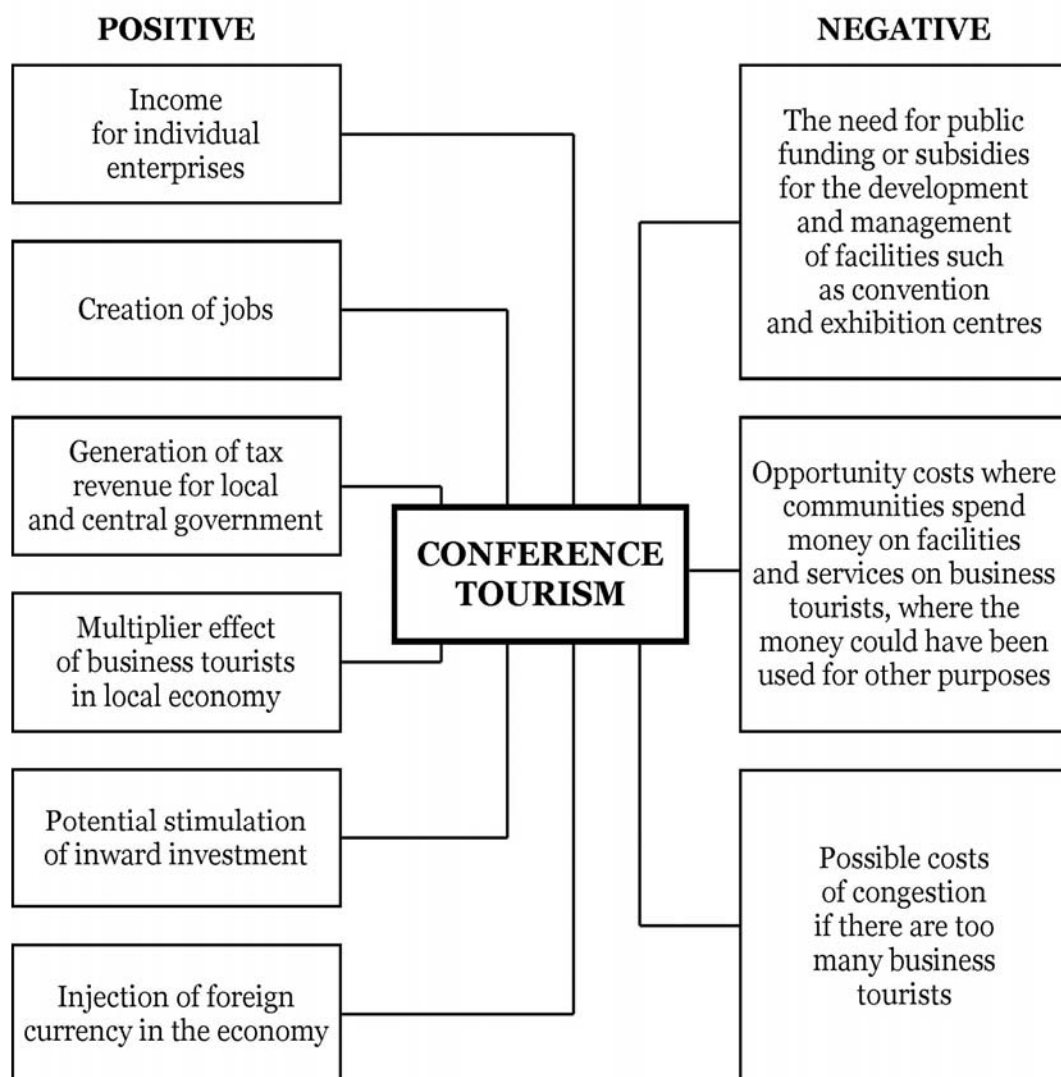 POSITIVE
Income
for individual
enterprises
Creation of jobs
Generation of tax
revenue for local
and central government
Multiplier effect
of business tourists
in local economy
Potential stimulation
of inward investment
Injection of foreign
currency in the economy
CONFERENCE
TOURISM
NEGATIVE
The need for public
funding or subsidies
for the development
and management
of facilities such
as convention
and exhibition centres
Opportunity costs where
communities spend
money on facilities
and services on business
tourists, where the
money could have been
used for other purposes
Possible costs
of congestion
if there are too
many business
tourists